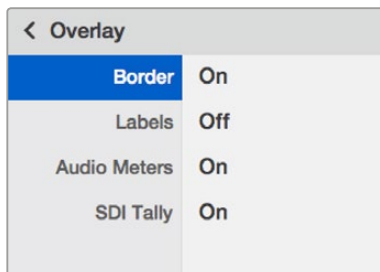 < Overlay
Border On
Labels Off
Audio Meters On
SDI Tally On